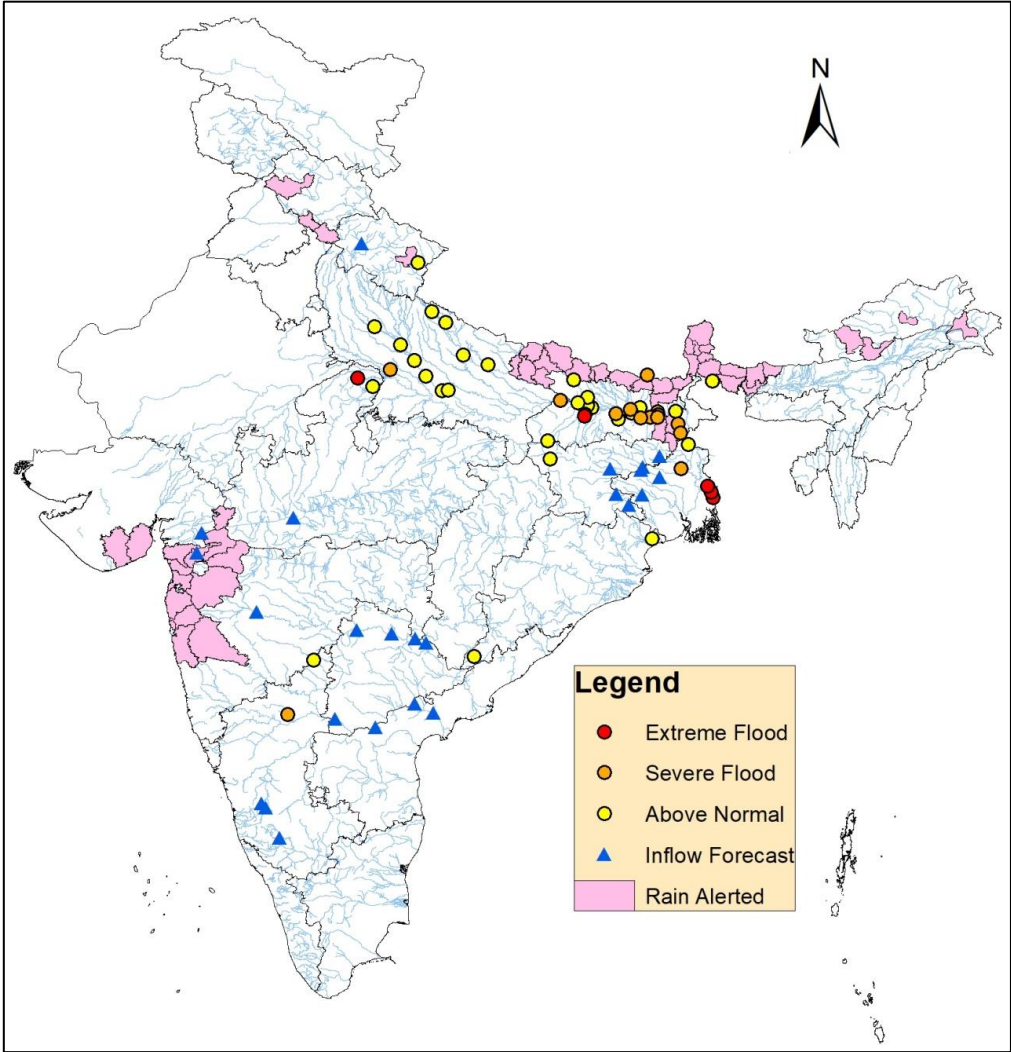 N
Legend
Extreme Flood
Severe Flood
Above Normal
Inflow Forecast
Rain Alerted